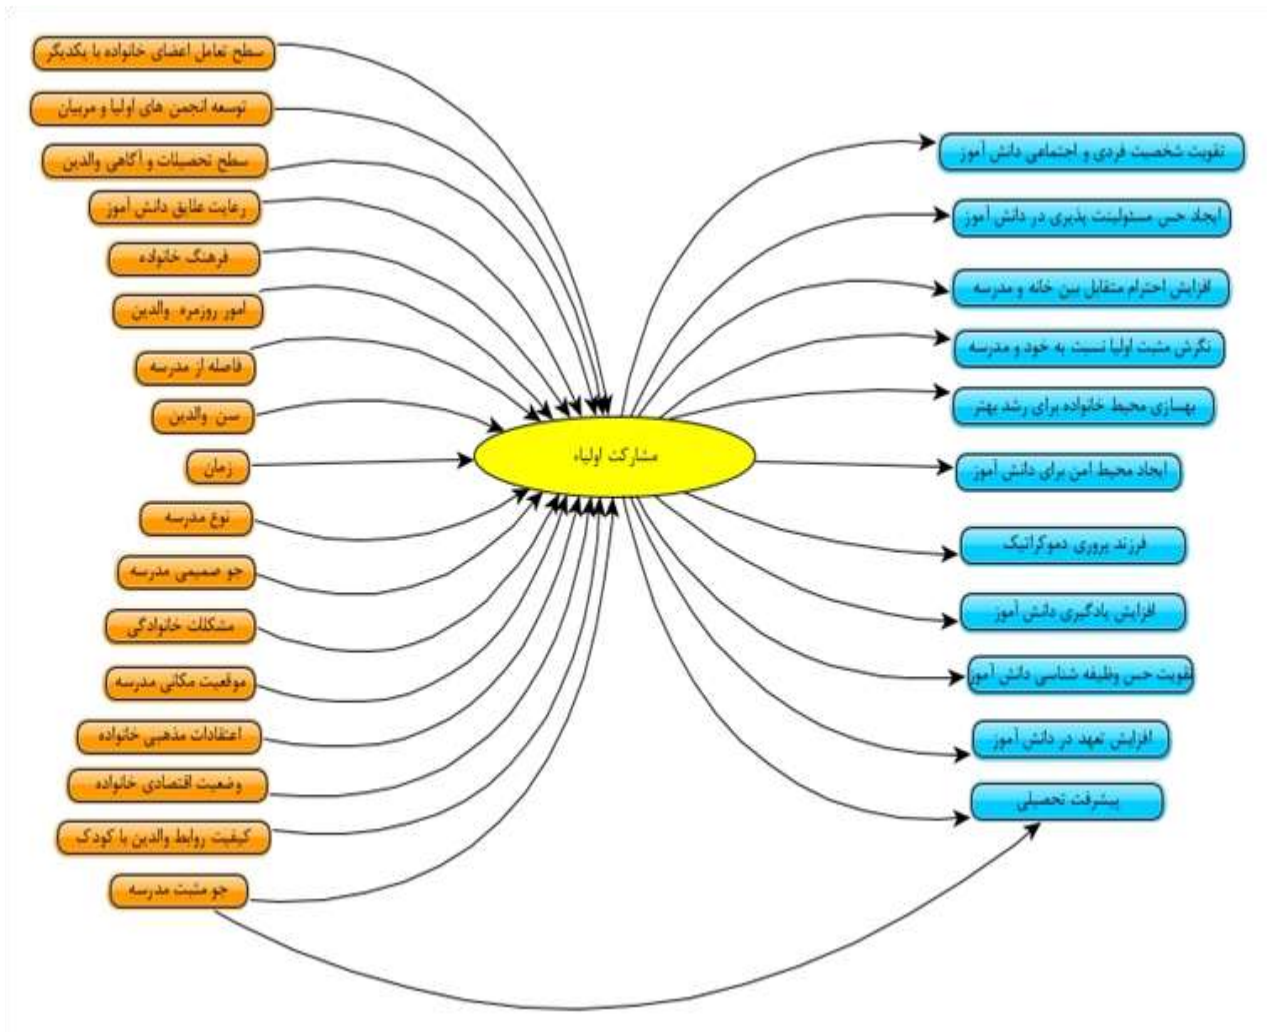 سطح تعامل اعضای خانواده با یکدیگر
توسعه انجمن های اولیا و مربیان
سطح تحصیلات و آگاهی والدین
رعایت علایق دانش آموز
فرهنگ خانواده
امور روزمره والدین
فاصله از مدرسه
سن والدین
زمان
نوع مدرسه
جو صمیمی مدرسه
مشکلات خانوادگی
موقعیت مکانی مدرسه
اعتقادات مذهبی خانواده
وضعیت اقتصادی خانواده
کیفیت روابط والدین با کودک
جو مثبت مدرسه
مشارکت اولیاء
تقویت شخصیت فردی و اجتماعی دانش آموز
ایجاد حس مسئولینت پذیری در دانش آموز
افزایش احترام متقابل بین خانه و مدرسه
نگرش مثبت اولیا نسبت به خود و مدرسه
بهسازی محیط خانواده برای رشد بهتر
ایجاد محیط امن برای دانش آموز
فرزند پروری دموکراتیک
افزایش یادگیری دانش آموز
تقویت حس وظیفه شناسی دانش آموز
افزایش تعهد در دانش آموز
پیشرفت تحصیلی